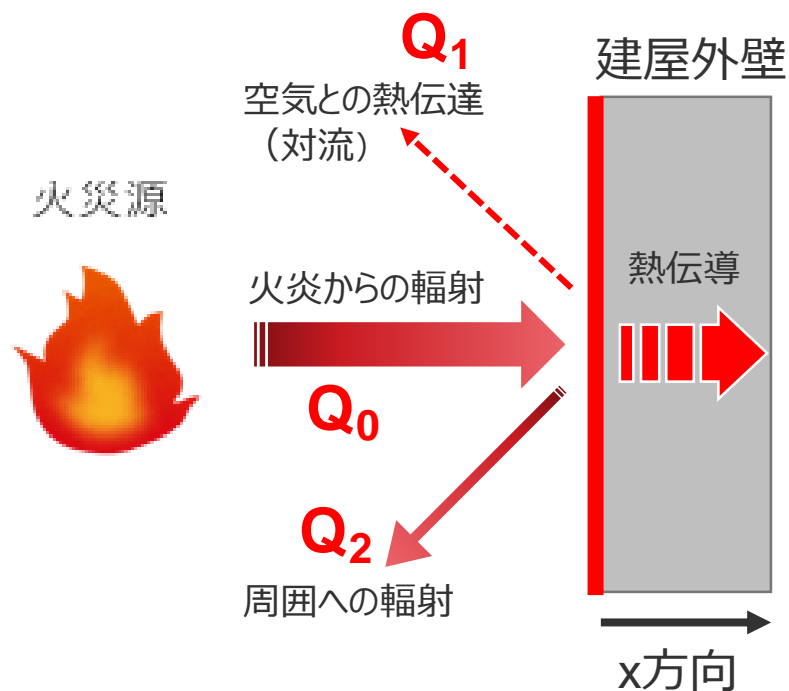 Q₁
空気との熱伝達
（対流）
建屋外壁
火災源
火炎からの輻射
熱伝導
Q₀
Q₂
周囲への輻射
x方向